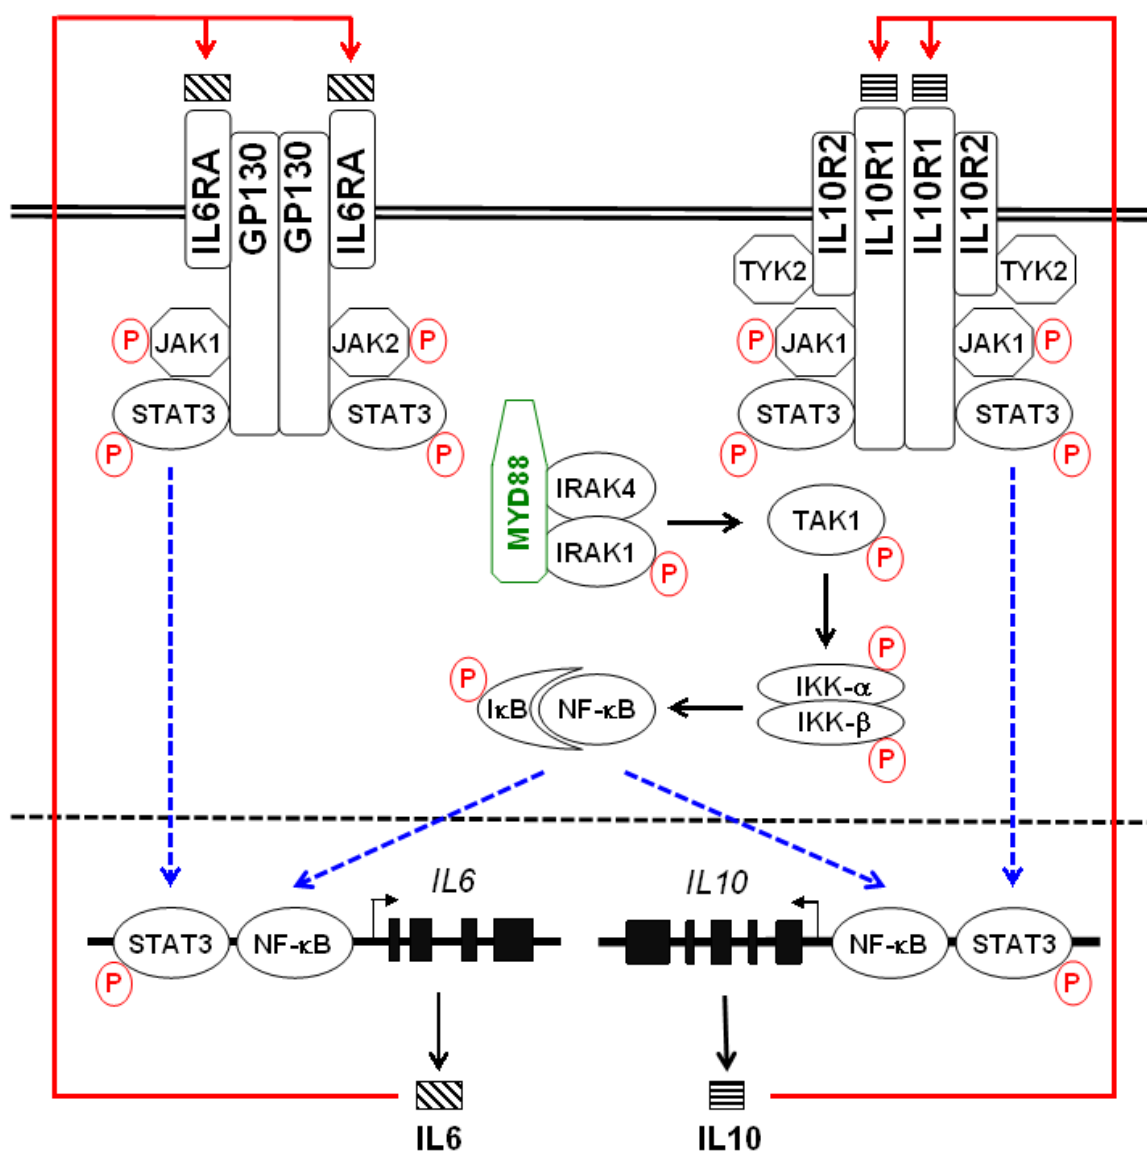 IL6RA
GP130
GP130
IL6RA
IL10R2
IL10R1
IL10R1
IL10R2
TYK2
TYK2
P
JAK1
JAK2
P
P
JAK1
JAK1
P
STAT3
STAT3
STAT3
STAT3
P
P
P
P
MYD88
IRAK4
IRAK1
P
TAK1
P
P
IKK-α
IKK-β
P
P
IκB
NF-κB
IL6
IL10
STAT3
NF-κB
NF-κB
STAT3
P
P
IL6
IL10